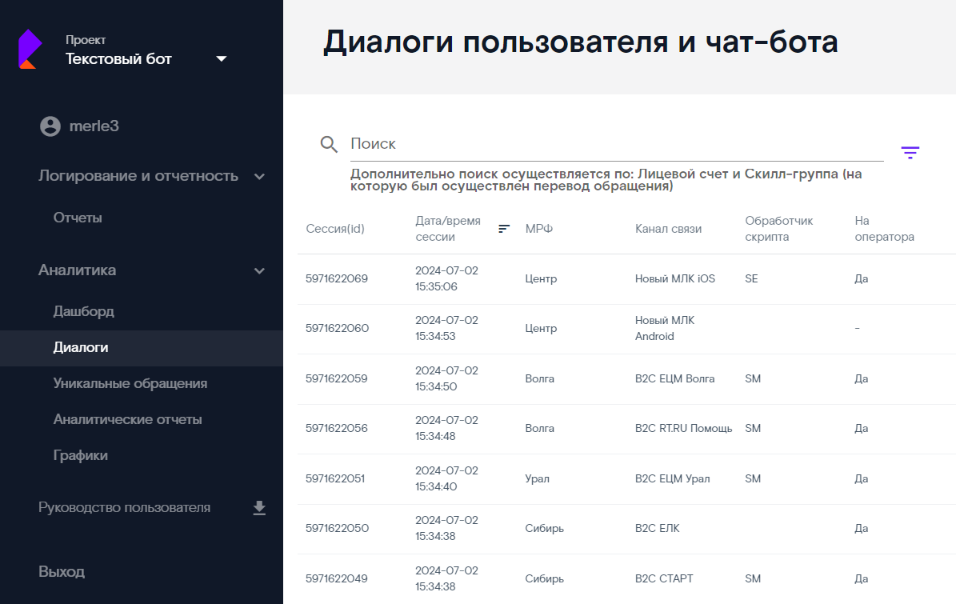 Проект
Текстовый бот
merle3
Логирование и отчетность
Отчеты
Аналитика
Дашборд
Диалоги
Уникальные обращения
Аналитические отчеты
Графики
Руководство пользователя
Выход
Диалоги пользователя и чат-бота
Поиск
Дополнительно поиск осуществляется по: Лицевой счет и Скилл-группа (на
которую был осуществлен перевод обращения)
Сессия(id) Дата/время сессии МРФ Канал связи Обработчик скрипта На оператора
5971622069 2024-07-02 15:35:06 Центр Новый МЛК iOS SE Да
5971622060 2024-07-02 15:34:53 Центр Новый МЛК Android -
5971622059 2024-07-02 15:34:50 Волга B2C ЕЦМ Волга SM Да
5971622056 2024-07-02 15:34:48 Волга B2C RT.RU Помощь SM Да
5971622051 2024-07-02 15:34:40 Урал B2C ЕЦМ Урал SM Да
5971622050 2024-07-02 15:34:38 Сибирь B2C ЕЛК Да
5971622049 2024-07-02 15:34:38 Сибирь B2C СТАРТ SM Да